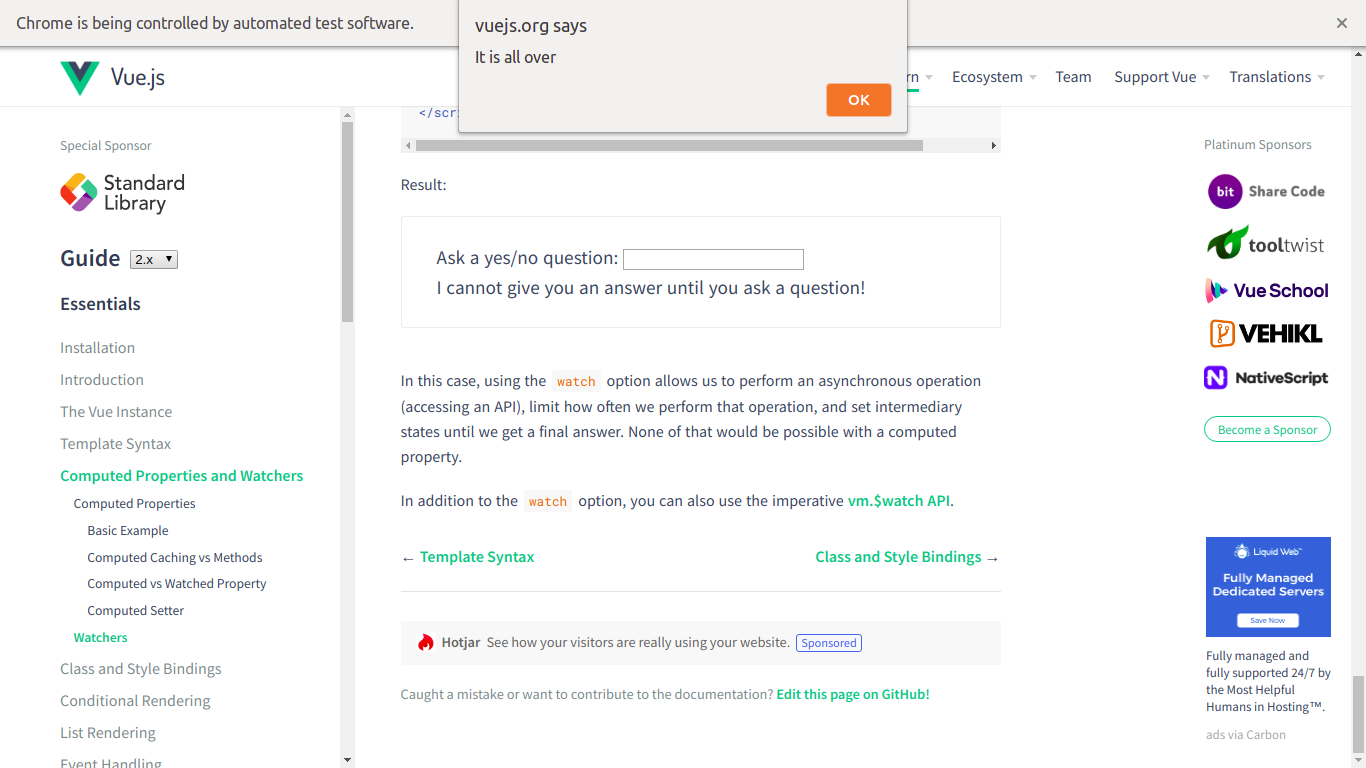 Chrome is being controlled by automated test software.
vuejs.org says
It is all over
OK
Vue.js
rn
Ecosystem
Team
Support Vue
Translations
Special Sponsor
Standard
Library
Guide 2.x
Essentials
Installation
Introduction
The Vue Instance
Template Syntax
Computed Properties and Watchers
Computed Properties
Basic Example
Computed Caching vs Methods
Computed vs Watched Property
Computed Setter
Watchers
Class and Style Bindings
Conditional Rendering
List Rendering
Event Handling
</scri
Result:
Ask a yes/no question:
I cannot give you an answer until you ask a question!
In this case, using the watch option allows us to perform an asynchronous operation
(accessing an API), limit how often we perform that operation, and set intermediary
states until we get a final answer. None of that would be possible with a computed
property.
In addition to the watch option, you can also use the imperative vm.$watch API.
← Template Syntax
Class and Style Bindings →
Hotjar See how your visitors are really using your website. Sponsored
Caught a mistake or want to contribute to the documentation? Edit this page on GitHub!
Platinum Sponsors
bit Share Code
tooltwist
Vue School
VEHIKL
NativeScript
Become a Sponsor
Liquid Web™
Fully Managed
Dedicated Servers
Save Now
Fully managed and
fully supported 24/7 by
the Most Helpful
Humans in Hosting™.
ads via Carbon